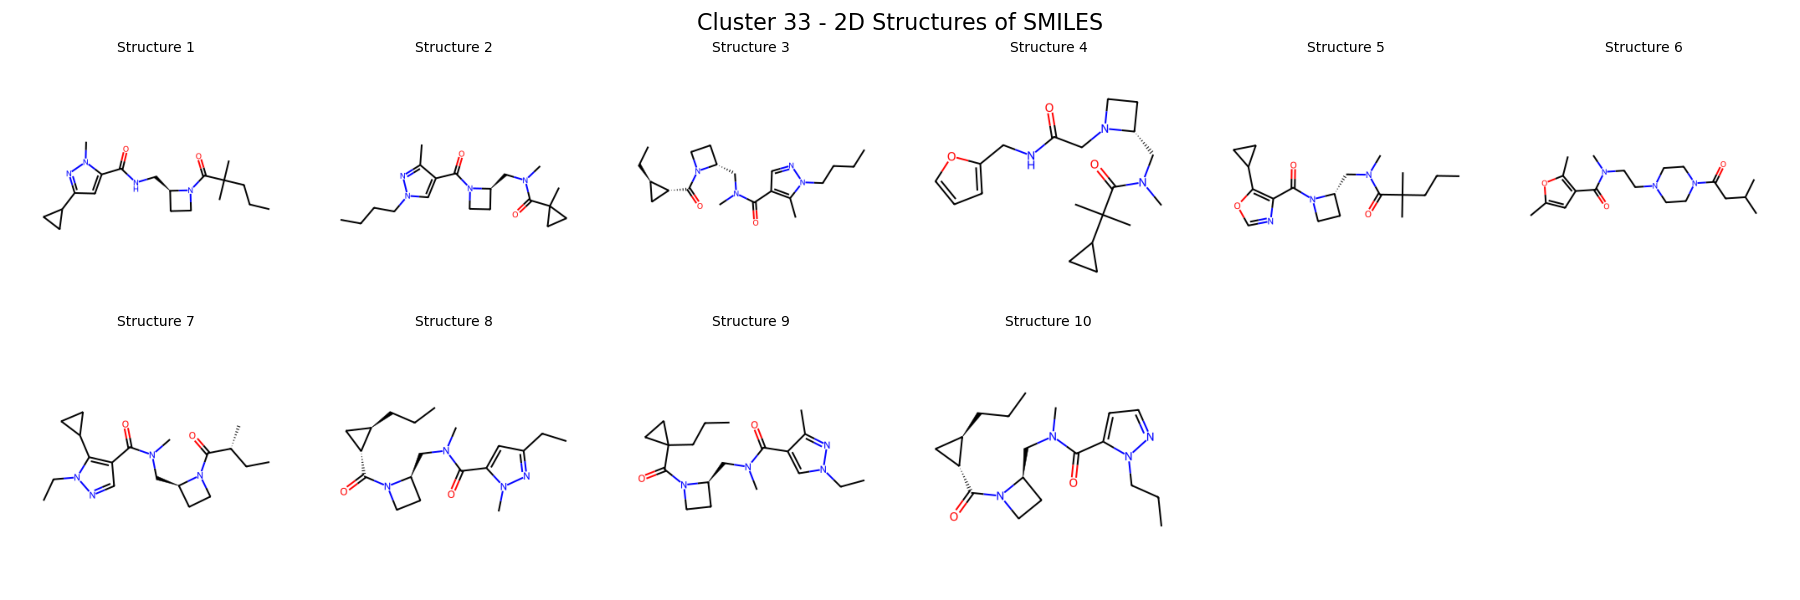 Cluster 33 - 2D Structures of SMILES
Structure 1
Structure 2
Structure 3
Structure 4
Structure 5
Structure 6
N N O N H N O
N N O N N O
N O N O N N
O O N H N O N
O N O N N O
O O N N N O
Structure 7
Structure 8
Structure 9
Structure 10
N N O N O N
O N N O N N
O N N O N N
O N N O N N